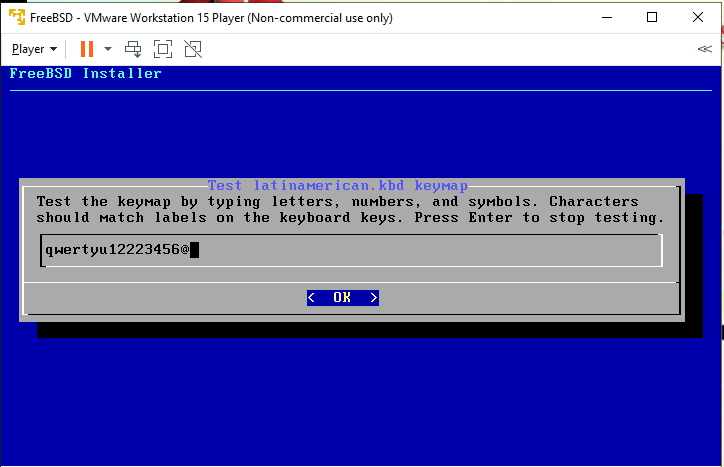 FreeBSD - VMware Workstation 15 Player (Non-commercial use only)
Player
FreeBSD Installer
Test latinamerican.kbd keymap
Test the keymap by typing letters, numbers, and symbols. Characters
should match labels on the keyboard keys. Press Enter to stop testing.
qwertyu12223456@
< OK >